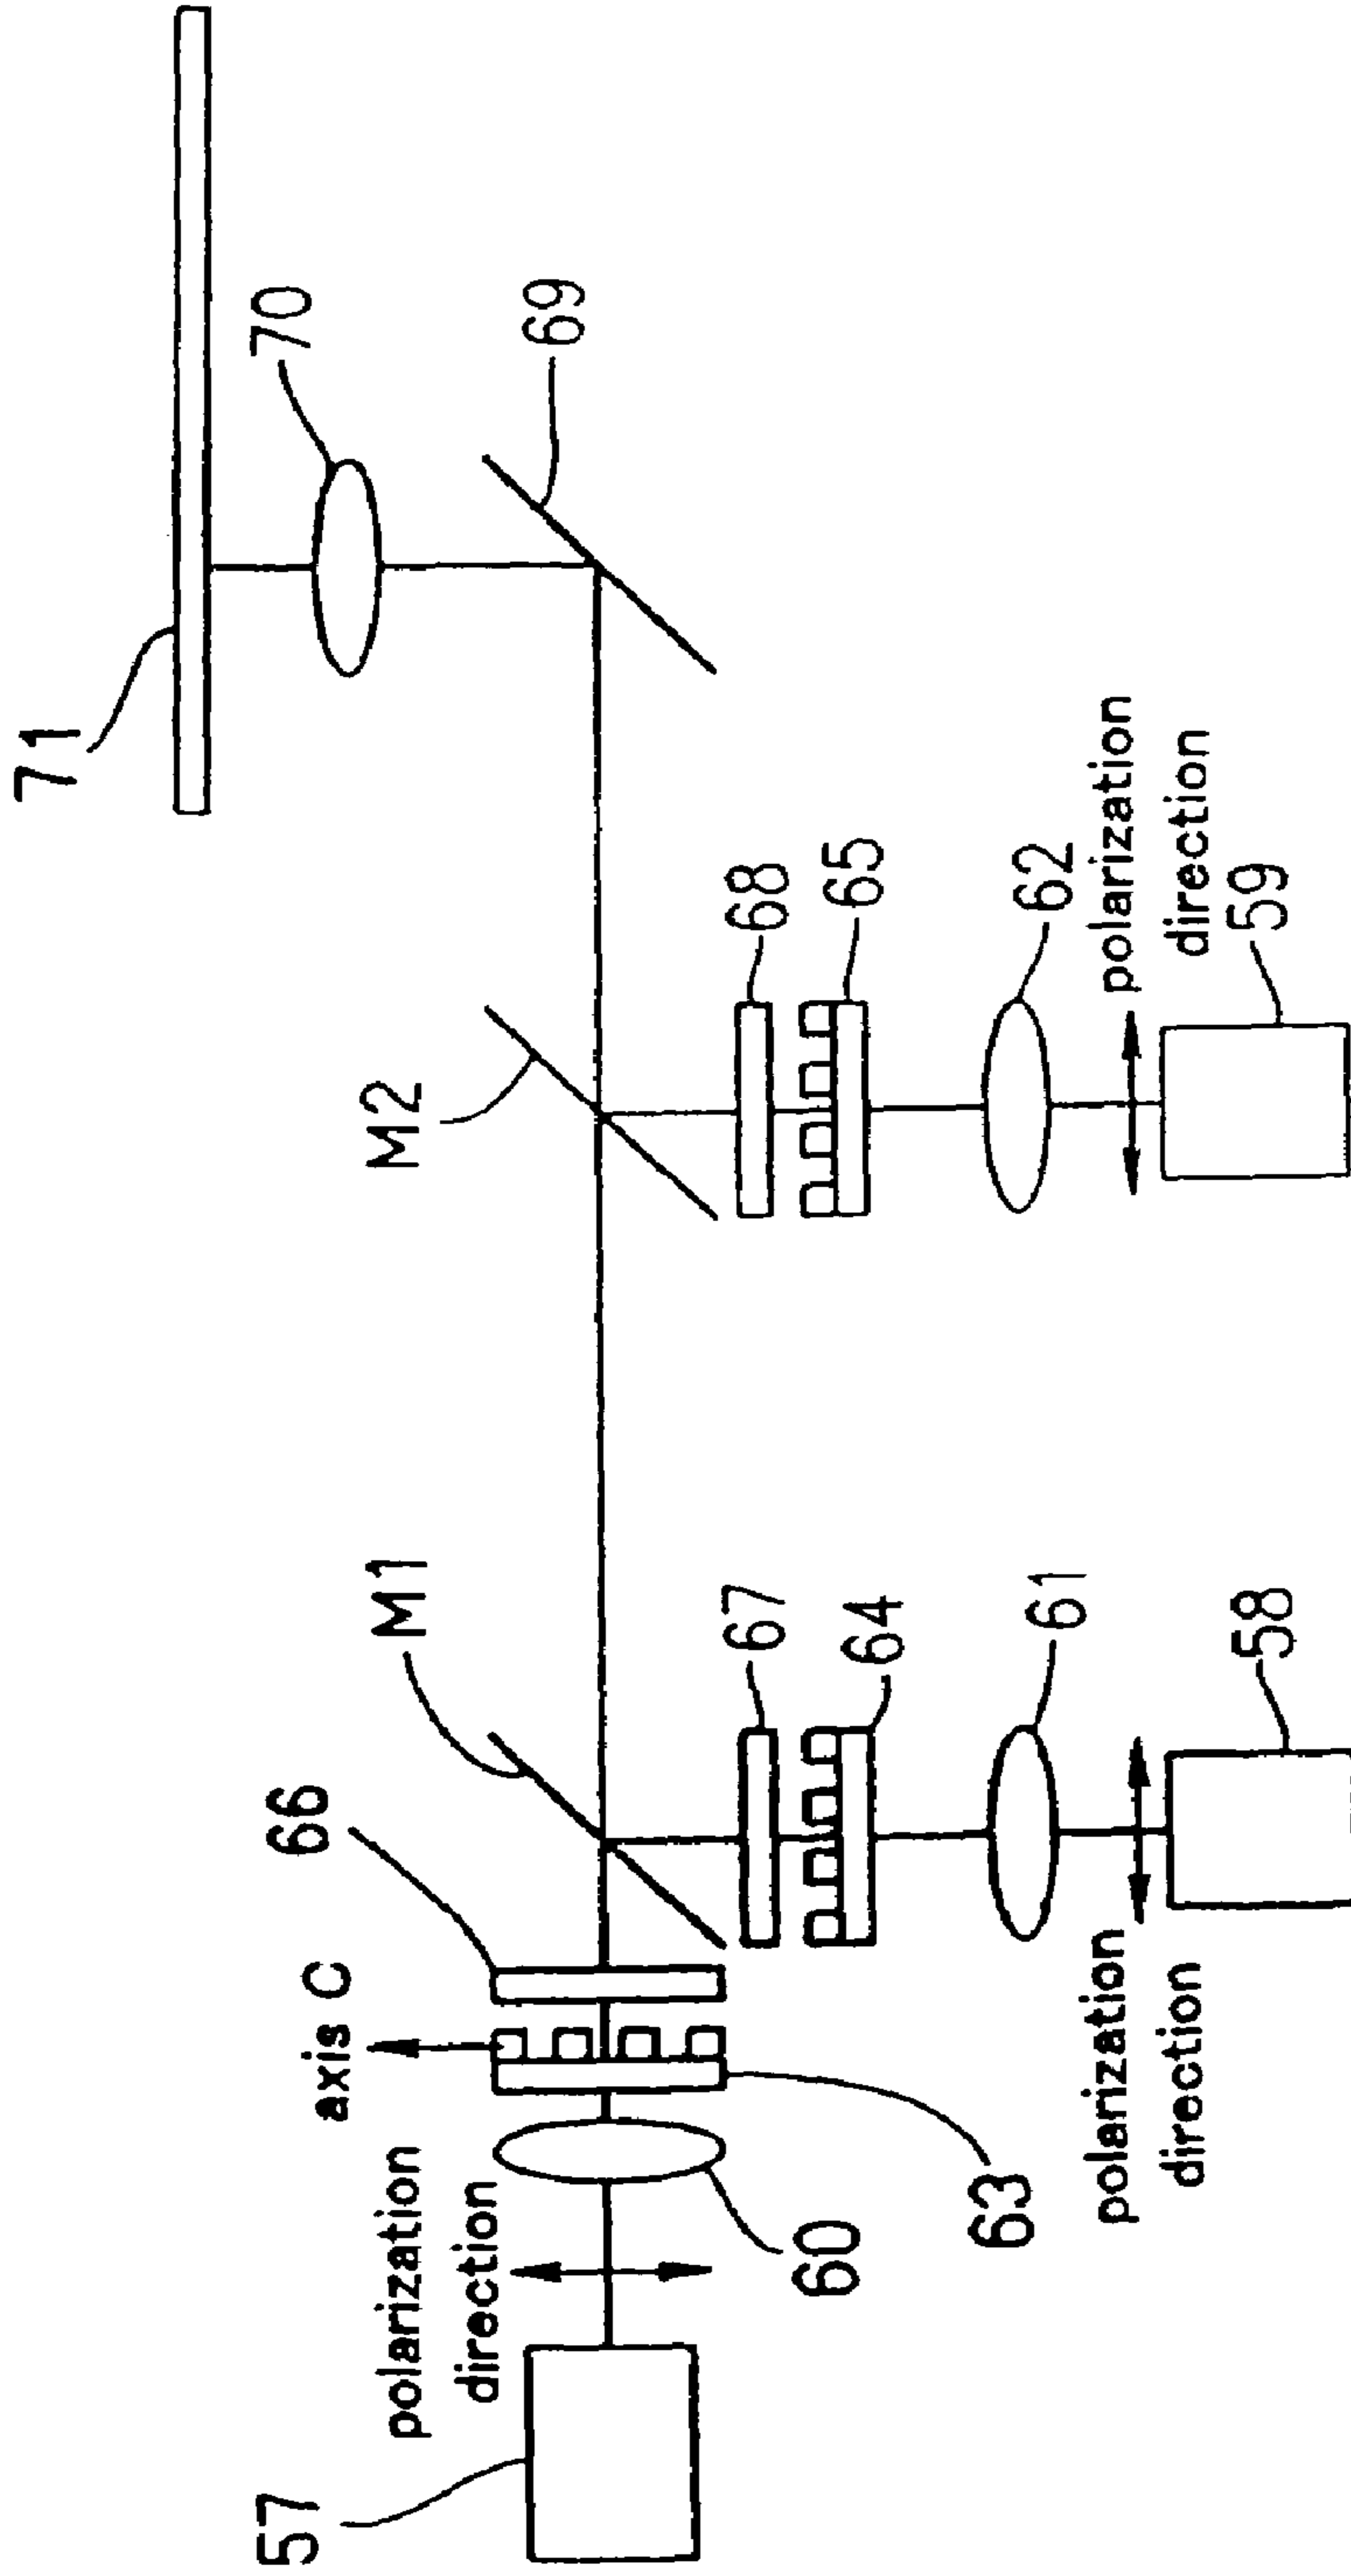 71
70
69
M2
68
65
62
polarization
direction
59
M1
66
axis C
67
64
61
58
polarization
direction
polarization
direction
63
60
57